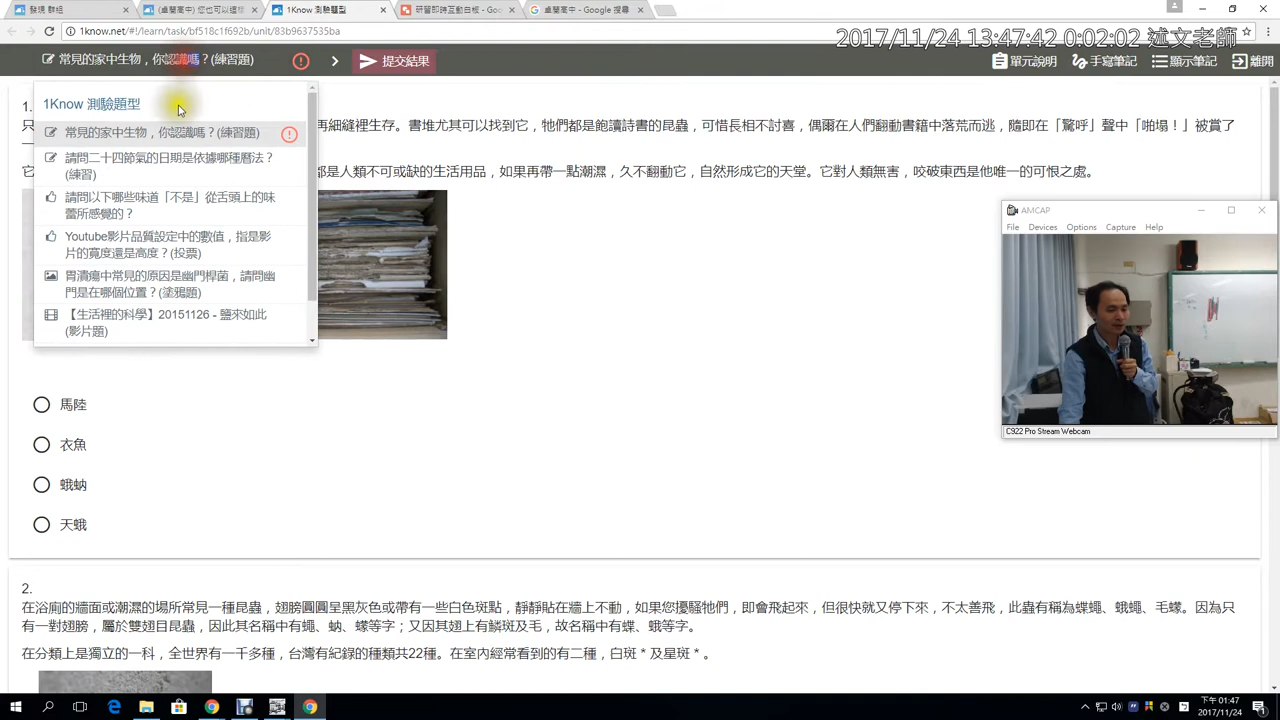 發現 群組
(卓蘭高中) 您也可以這樣
1Know 測驗題型
研習即時互動白板 - Goo
卓蘭高中 - Google 搜尋
1know.net/#!/learn/task/bf518c1f692b/unit/83b9637535ba
2017/11/24 13:47:42 0:02:02 述文老師
常見的家中生物，你認識嗎？(練習題)
提交結果
單元說明
手寫筆記
顯示筆記
離開
1Know 測驗題型
常見的家中生物，你認識嗎？(練習題)
請問二十四節氣的日期是依據哪種曆法？
(練習)
請問以下哪些味道「不是」從舌頭上的味
蕾所感覺的？
Youtube影片品質設定中的數值，指是影
片的寬度還是高度？(投票)
胃潰瘍中常見的原因是幽門桿菌，請問幽
門是在哪個位置？(塗鴉題)
【生活裡的科學】20151126 - 鹽來如此
(影片題)
1.
只
再細縫裡生存。書堆尤其可以找到它，牠們都是飽讀詩書的昆蟲，可惜長相不討喜，偶爾在人們翻動書籍中落荒而逃，隨即在「驚呼」聲中「啪塌！」被賞了
一
它
都是人類不可或缺的生活用品，如果再帶一點潮濕，久不翻動它，自然形成它的天堂。它對人類無害，咬破東西是他唯一的可恨之處。
AMCAP
File Devices Options Capture Help
C922 Pro Stream Webcam
馬陸
衣魚
蛾蚋
天蛾
2.
在浴廁的牆面或潮濕的場所常見一種昆蟲，翅膀圓圓呈黑灰色或帶有一些白色斑點，靜靜貼在牆上不動，如果您擾騷牠們，即會飛起來，但很快就又停下來，不太善飛，此蟲有稱為蝶蠅、蛾蠅、毛蠓。因為只
有一對翅膀，屬於雙翅目昆蟲，因此其名稱中有蠅、蚋、蠓等字；又因其翅上有鱗斑及毛，故名稱中有蝶、蛾等字。
在分類上是獨立的一科，全世界有一千多種，台灣有紀錄的種類共22種。在室內經常看到的有二種，白斑 * 及星斑 * 。
下午 01:47
2017/11/24